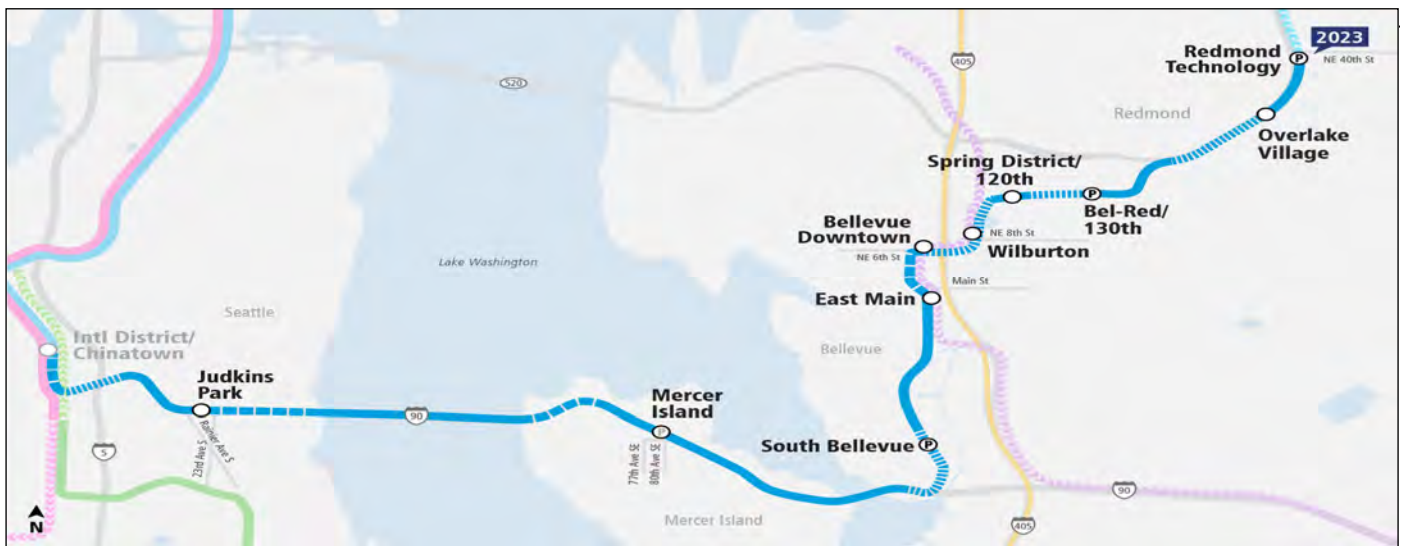 2023
Redmond
Technology
P
NE 40th St
405
520
Redmond
Overlake
Village
Spring District/
120th
P
Bel-Red/
130th
Bellevue
Downtown
NE 8th St
Wilburton
NE 6th St
Lake Washington
Main St
East Main
Seattle
Intl District/
Chinatown
Bellevue
Judkins
Park
Mercer
Island
90
P
South Bellevue
P
23rd Ave S
Rainier Ave S
77th Ave SE
80th Ave SE
5
90
Mercer Island
405
N